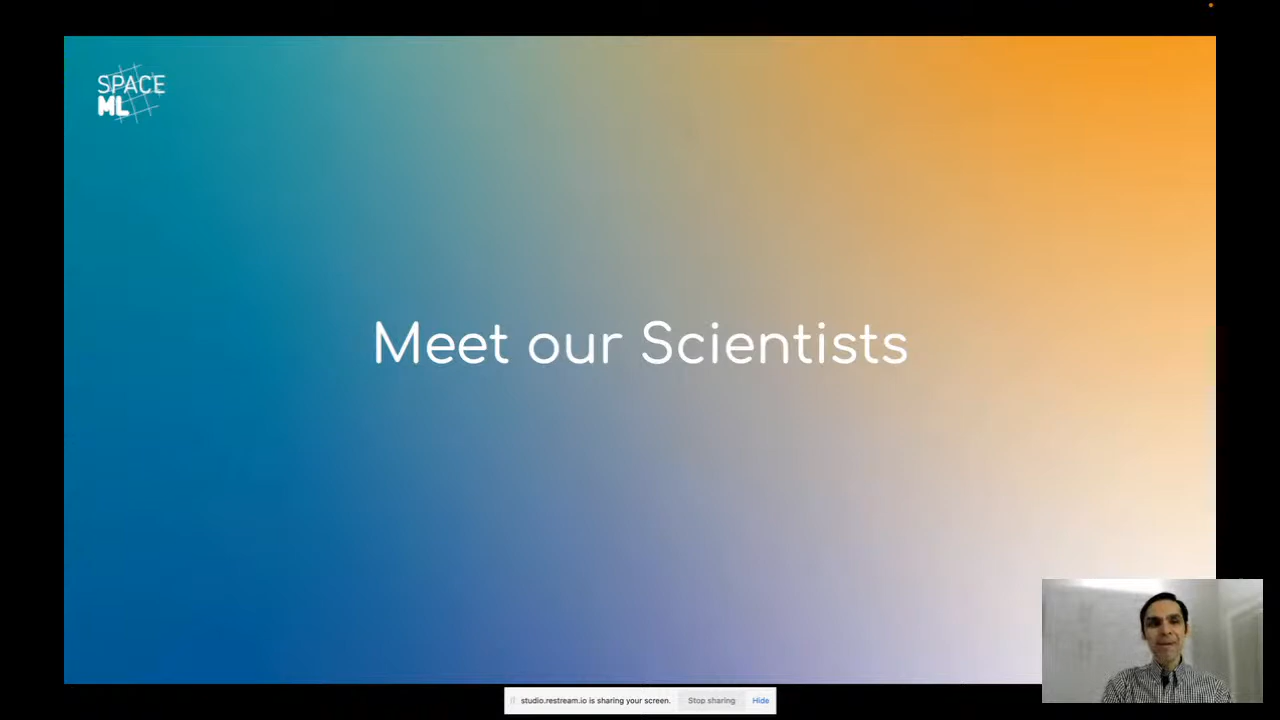 SPACE
ML
Meet our Scientists
studio.restream.io is sharing your screen.
Stop sharing
Hide